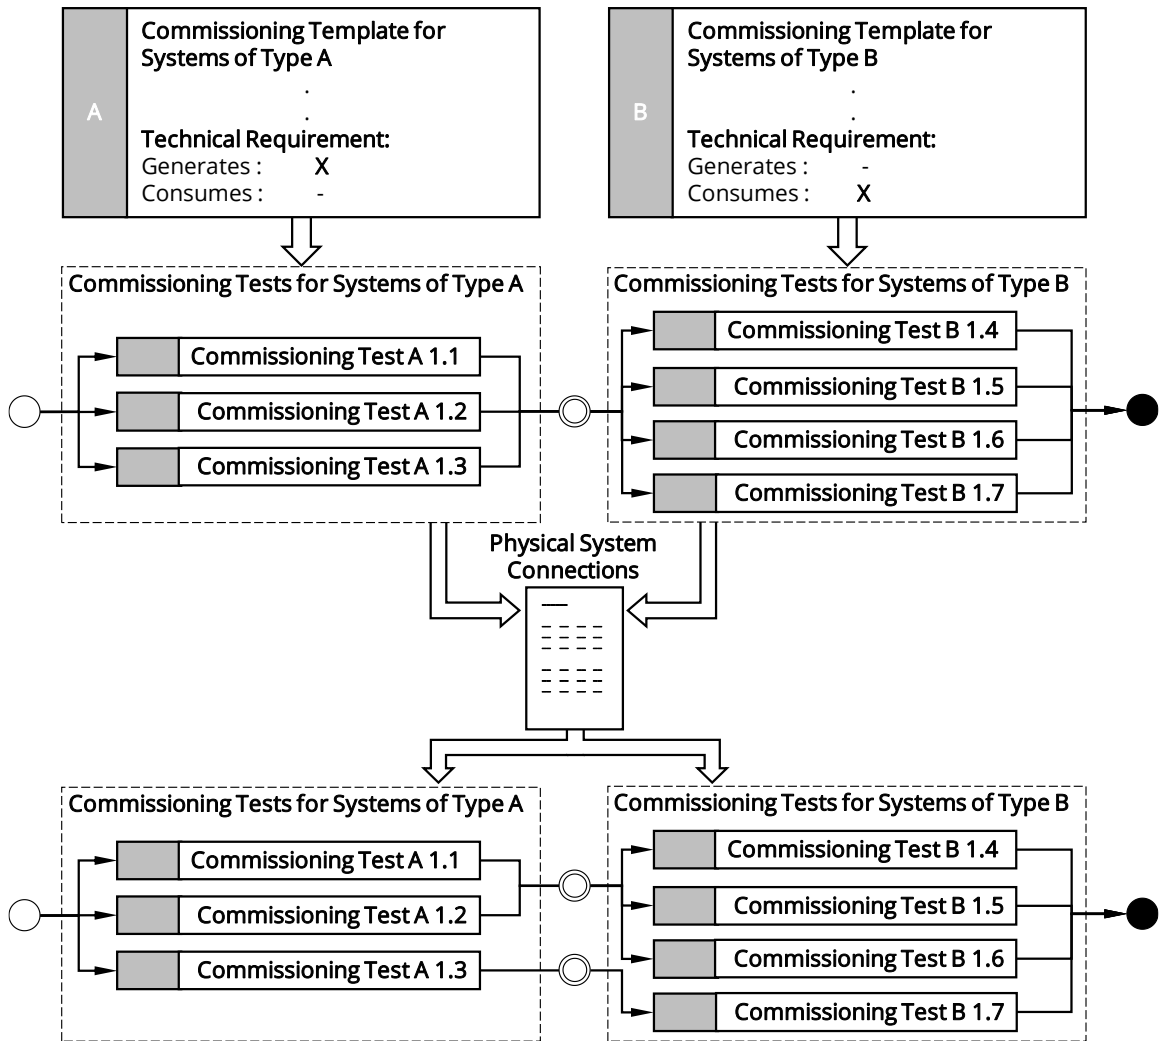 Commissioning Template for
Systems of Type A
.
.
A
Technical Requirement:
Generates : X
Consumes : -
Commissioning Template for
Systems of Type B
.
.
B
Technical Requirement:
Generates : -
Consumes : X
Commissioning Tests for Systems of Type A
Commissioning Test A 1.1
Commissioning Test A 1.2
Commissioning Test A 1.3
Commissioning Tests for Systems of Type B
Commissioning Test B 1.4
Commissioning Test B 1.5
Commissioning Test B 1.6
Commissioning Test B 1.7
Physical System
Connections
Commissioning Tests for Systems of Type A
Commissioning Test A 1.1
Commissioning Test A 1.2
Commissioning Test A 1.3
Commissioning Tests for Systems of Type B
Commissioning Test B 1.4
Commissioning Test B 1.5
Commissioning Test B 1.6
Commissioning Test B 1.7